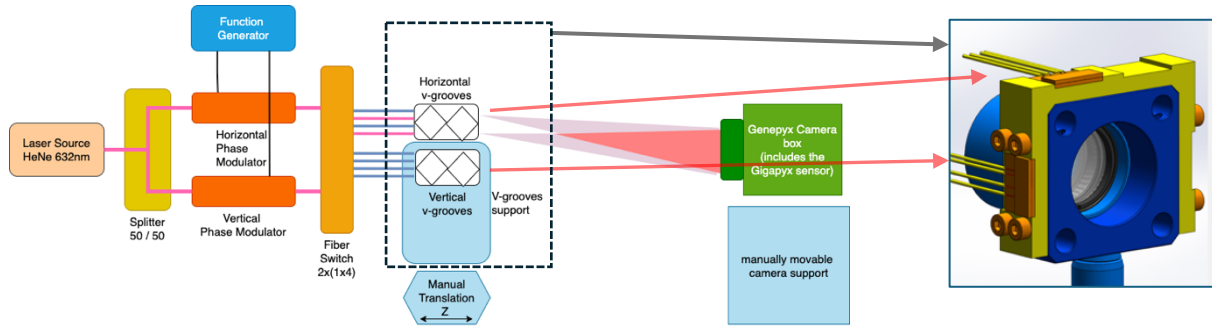 Function
Generator
Laser Source
HeNe 632nm
Horizontal
Phase
Modulator
Splitter
50 / 50
Vertical
Phase Modulator
Fiber
Switch
2x(1x4)
Horizontal
v-grooves
Vertical
v-grooves
V-grooves
support
Manual
Translation
Z
Genepyx Camera
box
(includes the
Gigapyx sensor)
manually movable
camera support